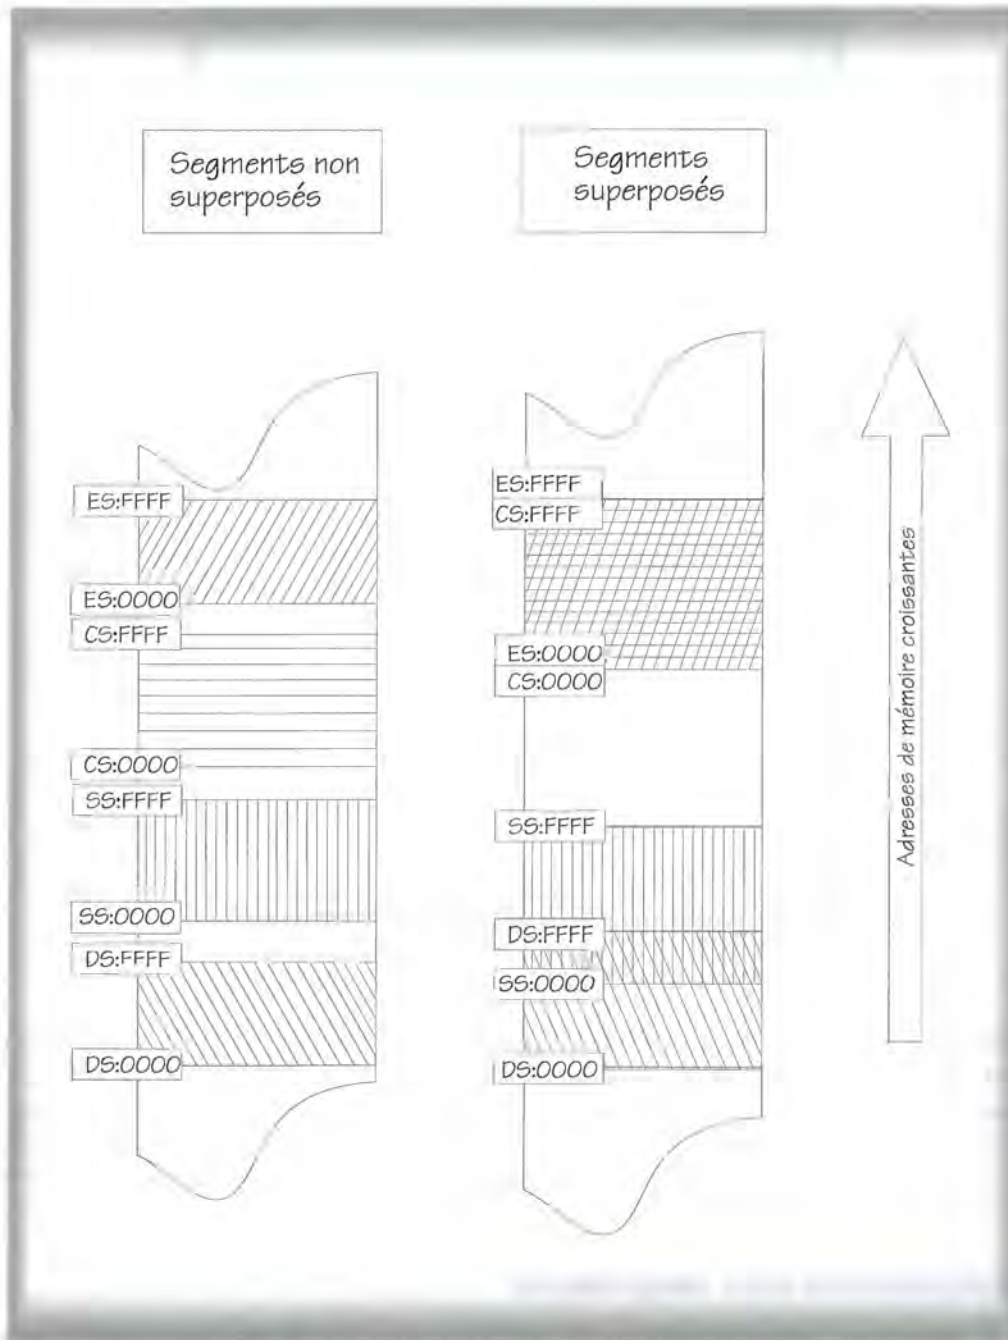 Segments non
superposés
Segments
superposés
ES:FFFF
ES:0000
CS:FFFF
CS:0000
SS:FFFF
SS:0000
DS:FFFF
DS:0000
ES:FFFF
CS:FFFF
ES:0000
CS:0000
SS:FFFF
DS:FFFF
SS:0000
DS:0000
Adresses de mémoire croissantes